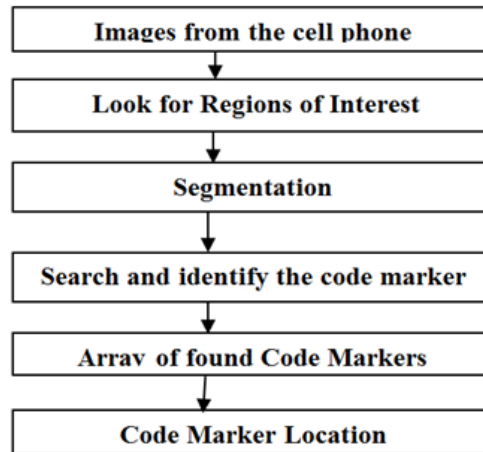 Images from the cell phone
Look for Regions of Interest
Segmentation
Search and identify the code marker
Array of found Code Markers
Code Marker Location